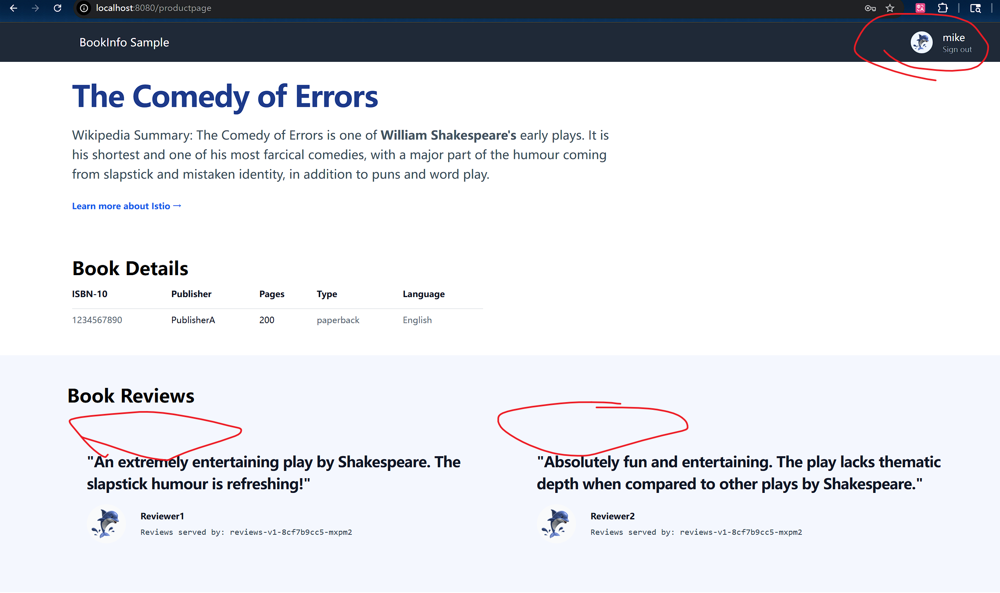 localhost:8080/productpage
BookInfo Sample
mike
Sign out
The Comedy of Errors
Wikipedia Summary: The Comedy of Errors is one of William Shakespeare's early plays. It is
his shortest and one of his most farcical comedies, with a major part of the humour coming
from slapstick and mistaken identity, in addition to puns and word play.
Learn more about Istio →
Book Details
ISBN-10 Publisher Pages Type Language
1234567890 PublisherA 200 paperback English
Book Reviews
"An extremely entertaining play by Shakespeare. The
slapstick humour is refreshing!"
Reviewer1
Reviews served by: reviews-v1-8cf7b9cc5-mxpm2
"Absolutely fun and entertaining. The play lacks thematic
depth when compared to other plays by Shakespeare."
Reviewer2
Reviews served by: reviews-v1-8cf7b9cc5-mxpm2